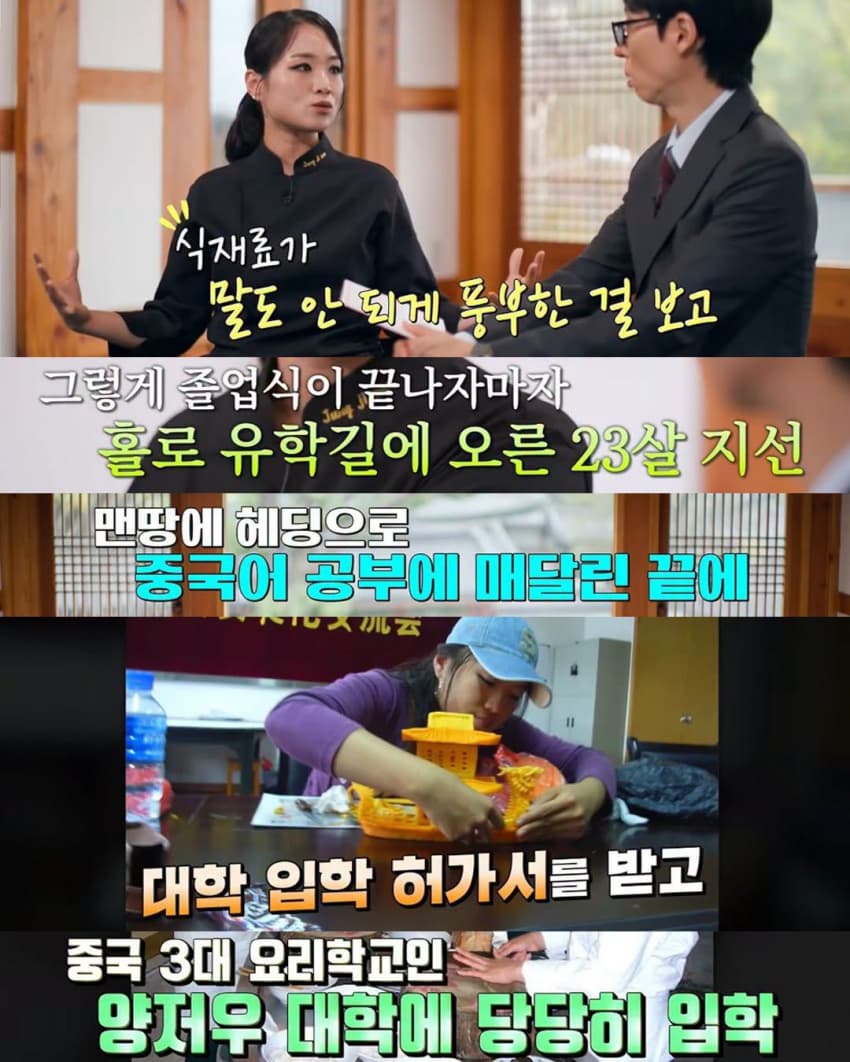 식재료가
말도 안 되게 풍부한 걸 보고
그렇게 졸업식이 끝나자마자
홀로 유학길에 오른 23살 지선
맨땅에 헤딩으로
중국어 공부에 매달린 끝에
流会
대학 입학 허가서를 받고
중국 3대 요리학교인
양저우 대학에 당당히 입학